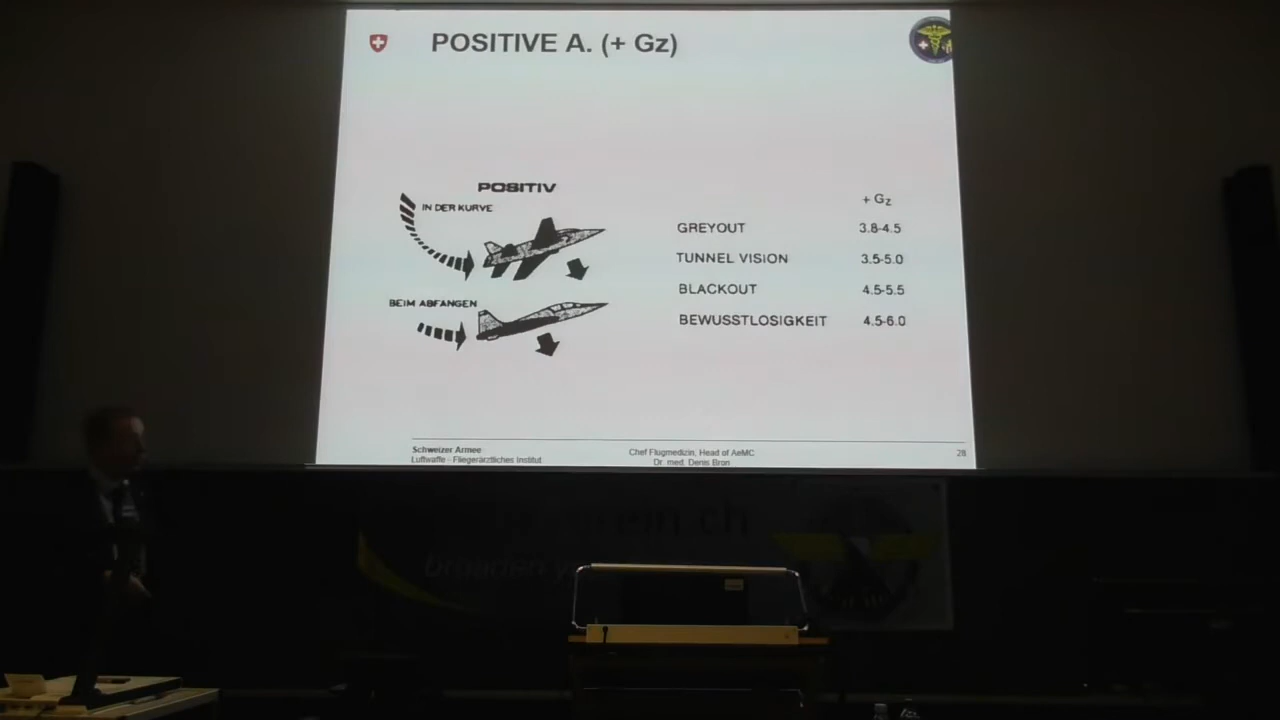 POSITIVE A. (+ Gz)
POSITIV
IN DER KURVE
BEIM ABFANGEN
+ Gz
GREYOUT 3.8-4.5
TUNNEL VISION 3.5-5.0
BLACKOUT 4.5-5.5
BEWUSSTLOSIGKEIT 4.5-6.0
Schweizer Armee
Luftwaffe - Fliegerärztliches Institut
Chef Flugmedizin, Head of AeMC
Dr. med. Denis Bron
28